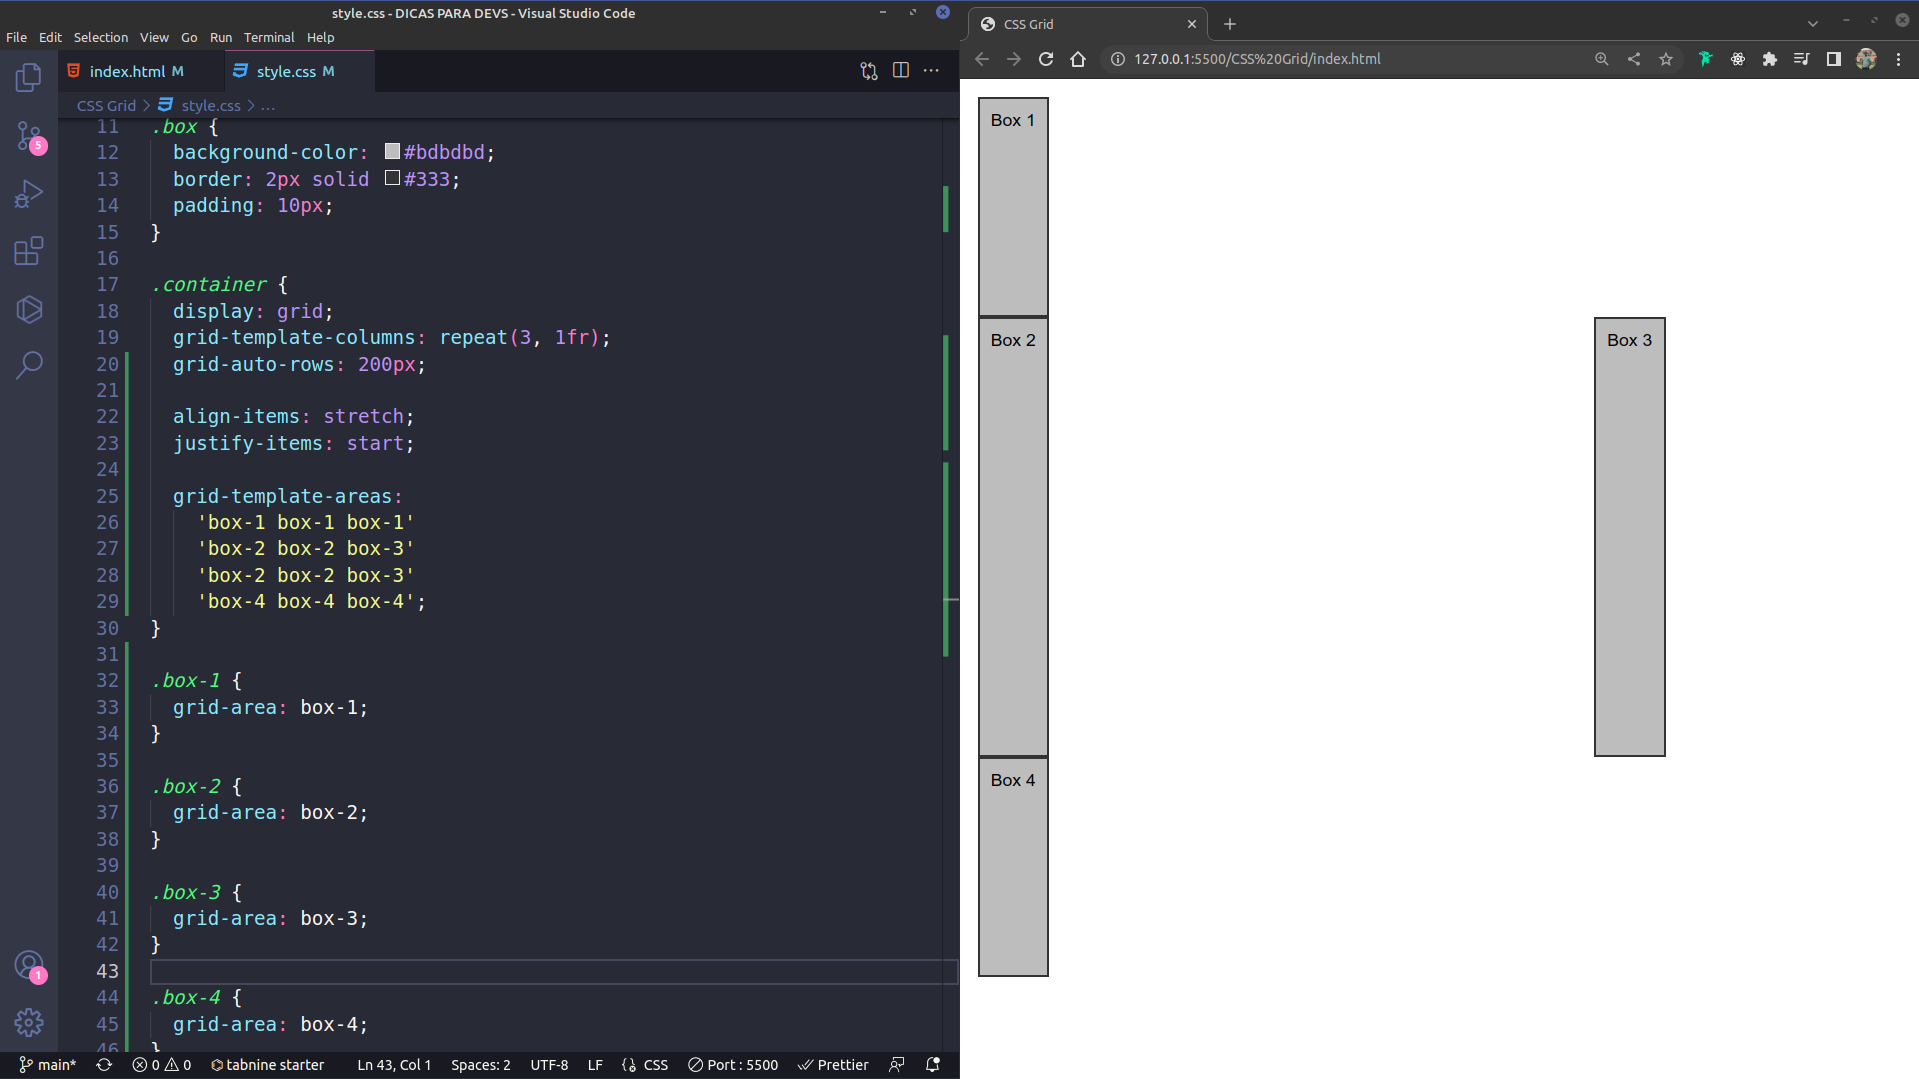 style.css - DICAS PARA DEVS - Visual Studio Code
File Edit Selection View Go Run Terminal Help
index.html M
style.css M
CSS Grid > style.css > ...
11 .box {
12 background-color: #bdbdbd;
13 border: 2px solid #333;
14 padding: 10px;
15 }
16
17 .container {
18 display: grid;
19 grid-template-columns: repeat(3, 1fr);
20 grid-auto-rows: 200px;
21
22 align-items: stretch;
23 justify-items: start;
24
25 grid-template-areas:
26 'box-1 box-1 box-1'
27 'box-2 box-2 box-3'
28 'box-2 box-2 box-3'
29 'box-4 box-4 box-4';
30 }
31
32 .box-1 {
33 grid-area: box-1;
34 }
35
36 .box-2 {
37 grid-area: box-2;
38 }
39
40 .box-3 {
41 grid-area: box-3;
42 }
43
44 .box-4 {
45 grid-area: box-4;
46 }
5
1
main* 0 0 tabnine starter Ln 43, Col 1 Spaces: 2 UTF-8 LF CSS Port : 5500 Prettier
CSS Grid
127.0.0.1:5500/CSS%20Grid/index.html
Box 1
Box 2
Box 3
Box 4